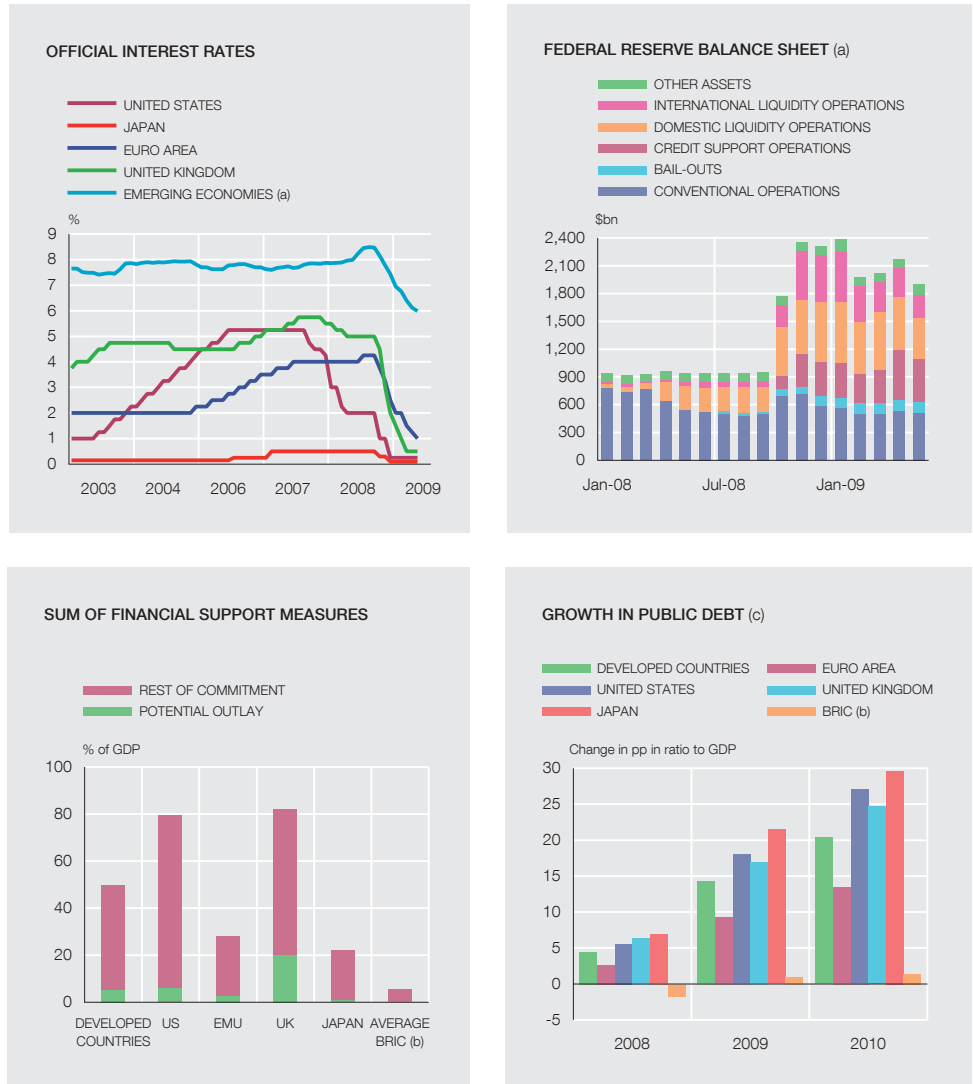 OFFICIAL INTEREST RATES
UNITED STATES
JAPAN
EURO AREA
UNITED KINGDOM
EMERGING ECONOMIES (a)
%
9
8
7
6
5
4
3
2
1
0
2003 2004 2006 2007 2008 2009
FEDERAL RESERVE BALANCE SHEET (a)
OTHER ASSETS
INTERNATIONAL LIQUIDITY OPERATIONS
DOMESTIC LIQUIDITY OPERATIONS
CREDIT SUPPORT OPERATIONS
BAIL-OUTS
CONVENTIONAL OPERATIONS
$bn
2,400
2,100
1,800
1,500
1,200
900
600
300
0
Jan-08 Jul-08 Jan-09
SUM OF FINANCIAL SUPPORT MEASURES
REST OF COMMITMENT
POTENTIAL OUTLAY
% of GDP
100
80
60
40
20
0
DEVELOPED US EMU UK JAPAN AVERAGE
COUNTRIES BRIC (b)
GROWTH IN PUBLIC DEBT (c)
DEVELOPED COUNTRIES EURO AREA
UNITED STATES UNITED KINGDOM
JAPAN BRIC (b)
Change in pp in ratio to GDP
30
25
20
15
10
5
0
-5
2008 2009 2010